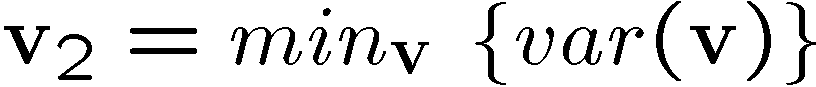 v₂ = min_v {var(v)}